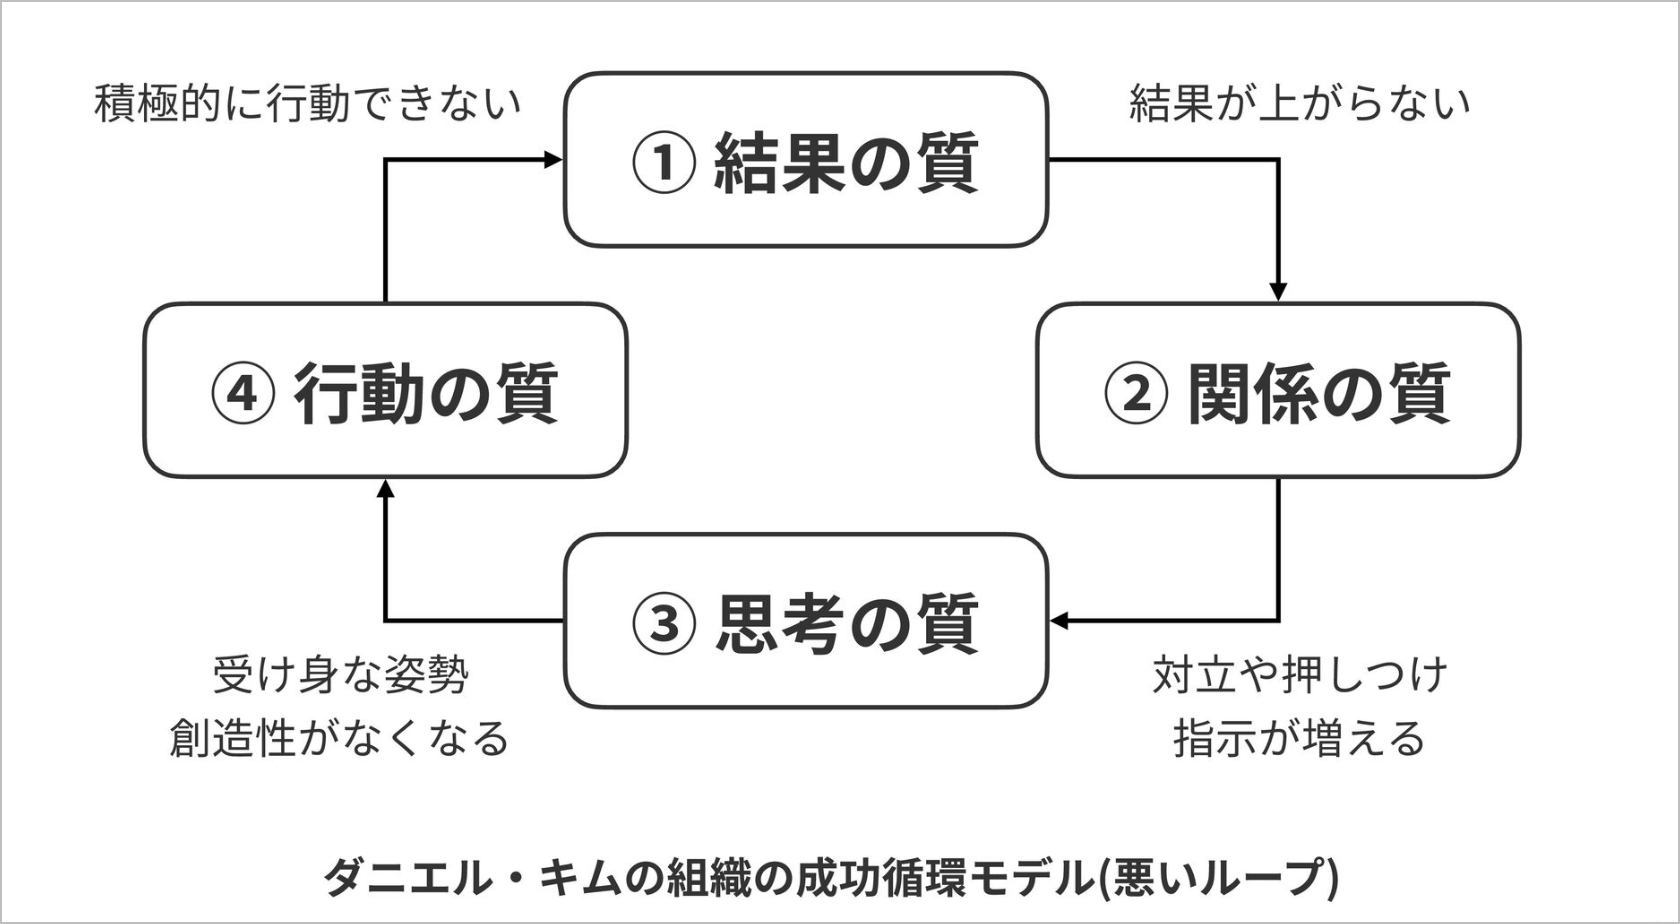 積極的に行動できない
① 結果の質
結果が上がらない
④ 行動の質
② 関係の質
③ 思考の質
受け身な姿勢
創造性がなくなる
対立や押しつけ
指示が増える
ダニエル・キムの組織の成功循環モデル(悪いループ)